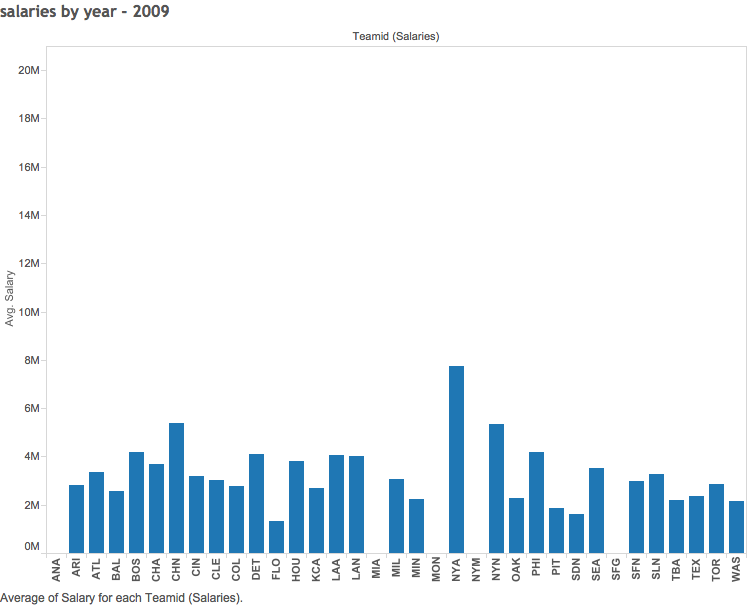 salaries by year - 2009
Teamid (Salaries)
20M
18M
16M
14M
12M
10M
8M
6M
4M
2M
0M
Avg. Salary
ANA ARI ATL BAL BOS CHA CHN CIN CLE COL DET FLO HOU KCA LAA LAN MIA MIL MIN MON NYA NYM NYN OAK PHI PIT SDN SEA SFG SFN SLN TBA TEX TOR WAS
Average of Salary for each Teamid (Salaries).